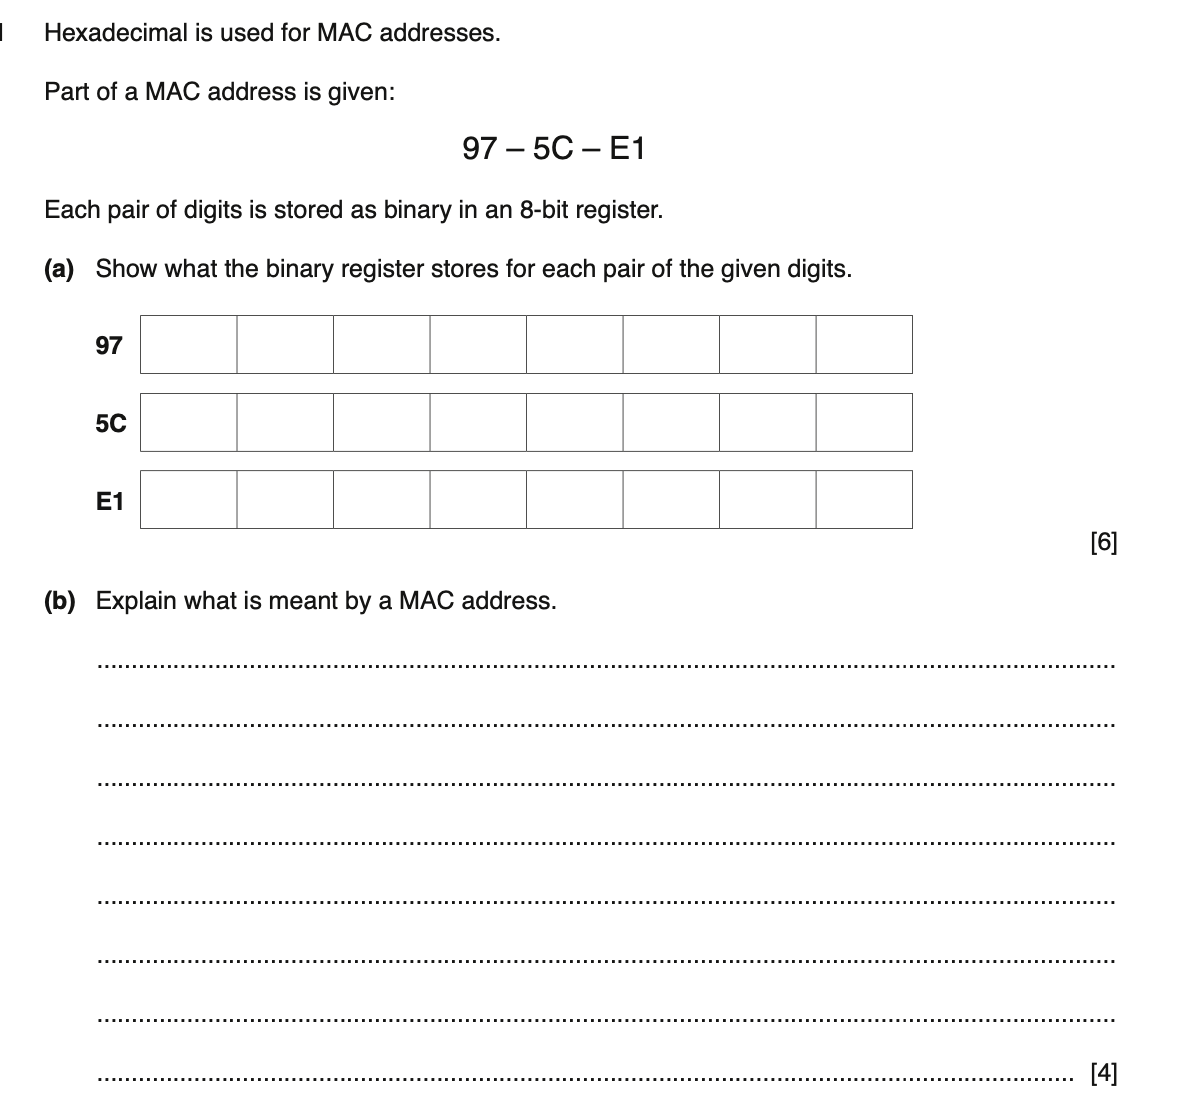 Hexadecimal is used for MAC addresses.
Part of a MAC address is given:
97 – 5C – E1
Each pair of digits is stored as binary in an 8-bit register.
(a) Show what the binary register stores for each pair of the given digits.
97
5C
E1
[6]
(b) Explain what is meant by a MAC address.
................................................................................
................................................................................
................................................................................
................................................................................
................................................................................
................................................................................
................................................................................
................................................................................ [4]